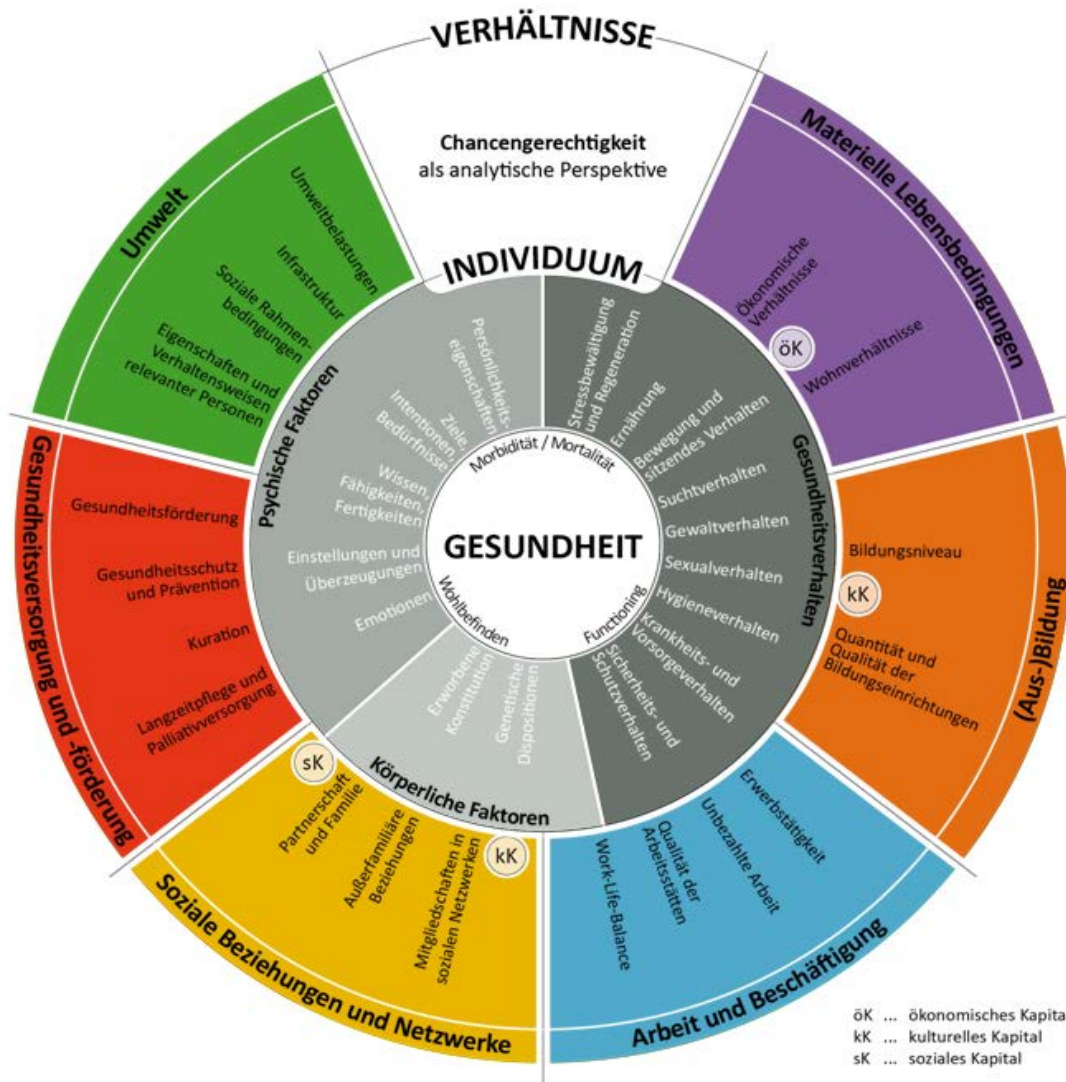 VERHÄLTNISSE
Chancengerechtigkeit
als analytische Perspektive
INDIVIDUUM
Materielle Lebensbedingungen
Ökonomische
Verhältnisse
öK
Wohnverhältnisse
(Aus-)Bildung
Bildungsniveau
kK
Quantität und
Qualität der
Bildungseinrichtungen
Arbeit und Beschäftigung
Erwerbstätigkeit
Unbezahlte Arbeit
Qualität der
Arbeitsstätten
Work-Life-Balance
Soziale Beziehungen und Netzwerke
kK
Mitgliedschaften in
sozialen Netzwerken
Außerfamiliäre
Beziehungen
Partnerschaft
und Familie
sK
Gesundheitsversorgung und -förderung
Langzeitpflege und
Palliativversorgung
Kuration
Gesundheitsschutz
und Prävention
Gesundheitsförderung
Umwelt
Eigenschaften und
Verhaltensweisen
relevanter Personen
Soziale Rahmen-
bedingungen
Infrastruktur
Umweltbelastungen
Gesundheitsverhalten
Stressbewältigung
und Regeneration
Ernährung
Bewegung und
sitzendes Verhalten
Suchtverhalten
Gewaltverhalten
Sexualverhalten
Hygieneverhalten
Krankheits- und
Vorsorgeverhalten
Sicherheits- und
Schutzverhalten
Körperliche Faktoren
Genetische
Dispositionen
Erworbene
Konstitution
Psychische Faktoren
Emotionen
Einstellungen und
Überzeugungen
Wissen,
Fähigkeiten,
Fertigkeiten
Ziele,
Intentionen,
Bedürfnisse
Persönlichkeits-
eigenschaften
Morbidität / Mortalität
GESUNDHEIT
Wohlbefinden
Functioning
öK ... ökonomisches Kapita
kK ... kulturelles Kapital
sK ... soziales Kapital